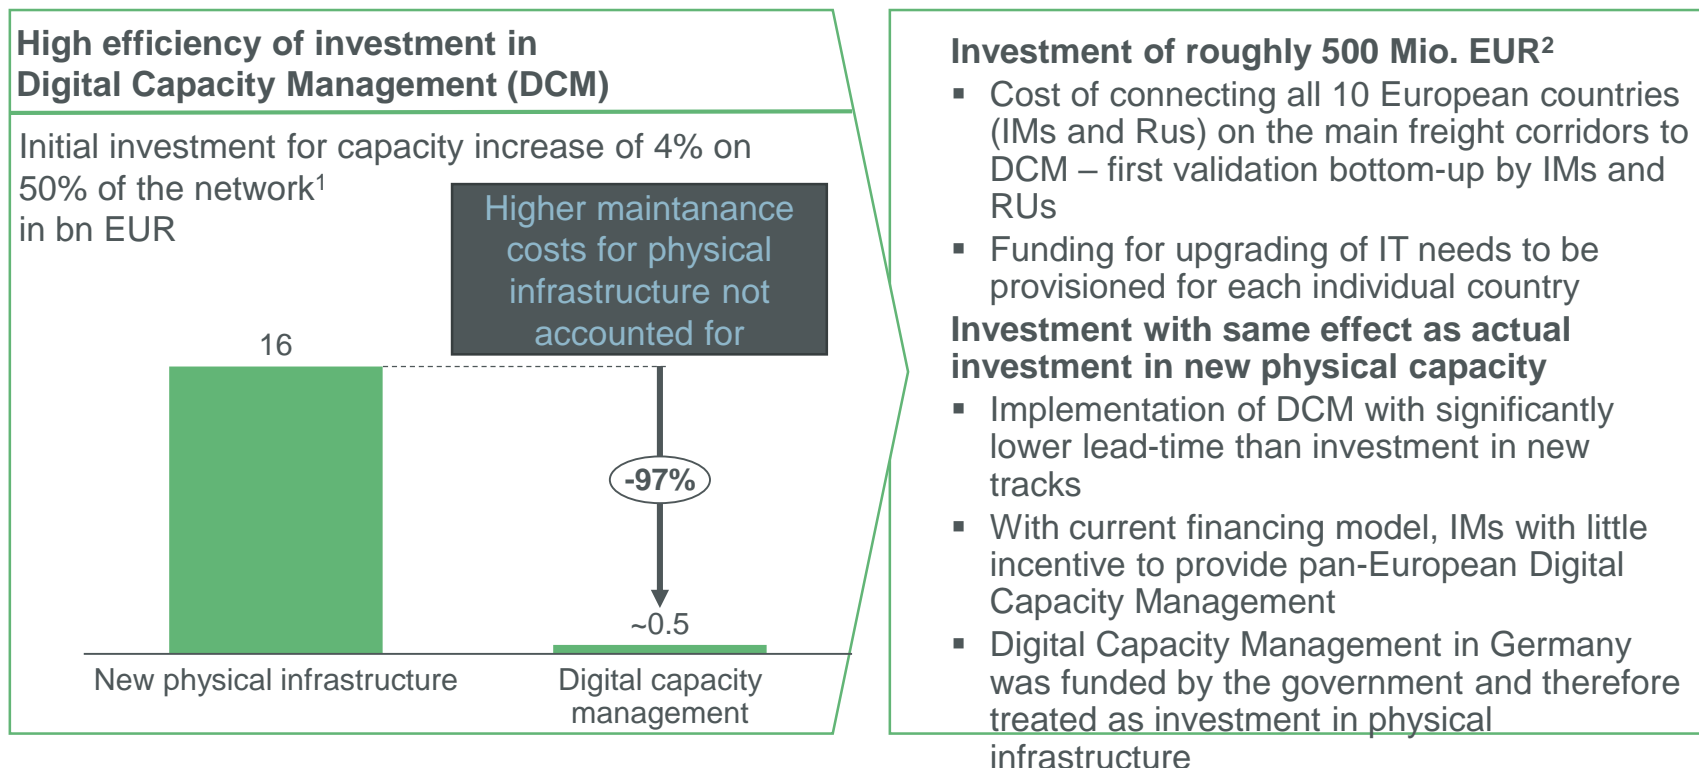 High efficiency of investment in
Digital Capacity Management (DCM)
Initial investment for capacity increase of 4% on
50% of the network¹
in bn EUR
Higher maintanance
costs for physical
infrastructure not
accounted for
16
-97%
~0.5
New physical infrastructure
Digital capacity
management
Investment of roughly 500 Mio. EUR²
▪ Cost of connecting all 10 European countries
(IMs and Rus) on the main freight corridors to
DCM – first validation bottom-up by IMs and
RUs
▪ Funding for upgrading of IT needs to be
provisioned for each individual country
Investment with same effect as actual
investment in new physical capacity
▪ Implementation of DCM with significantly
lower lead-time than investment in new
tracks
▪ With current financing model, IMs with little
incentive to provide pan-European Digital
Capacity Management
▪ Digital Capacity Management in Germany
was funded by the government and therefore
treated as investment in physical
infrastructure